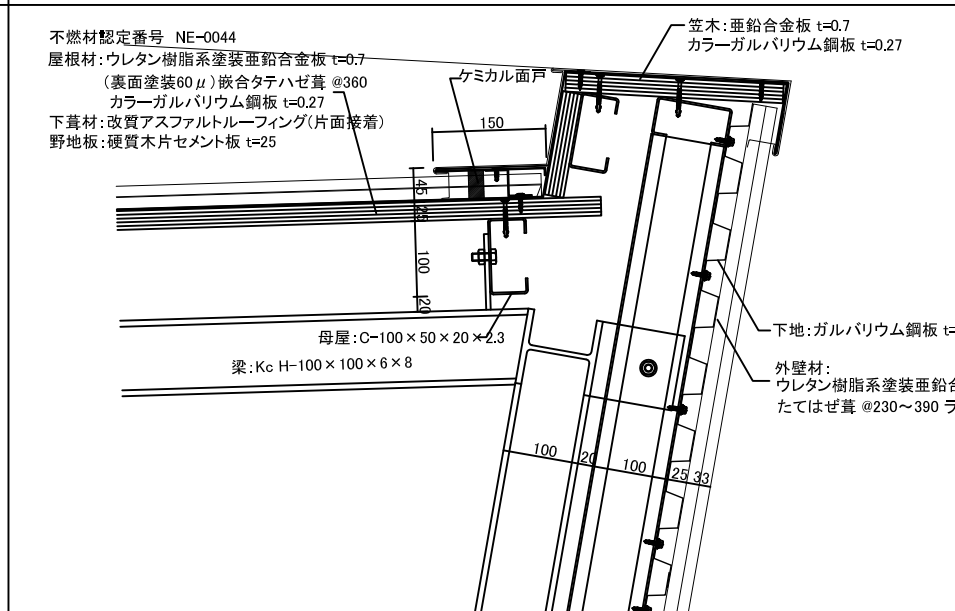 不燃材認定番号 NE-0044
屋根材:ウレタン樹脂系塗装亜鉛合金板 t=0.7
(裏面塗装60μ)嵌合タテハゼ葺 @360
カラーガルバリウム鋼板 t=0.27
下葺材:改質アスファルトルーフィング(片面接着)
野地板:硬質木片セメント板 t=25
笠木:亜鉛合金板 t=0.7
カラーガルバリウム鋼板 t=0.27
ケミカル面戸
150
45
25
100
20
母屋:C-100×50×20×2.3
梁:Kc H-100×100×6×8
下地:ガルバリウム鋼板 t=
外壁材:
ウレタン樹脂系塗装亜鉛合
たてはぜ葺 @230～390 ラ
100
20
100
25
33